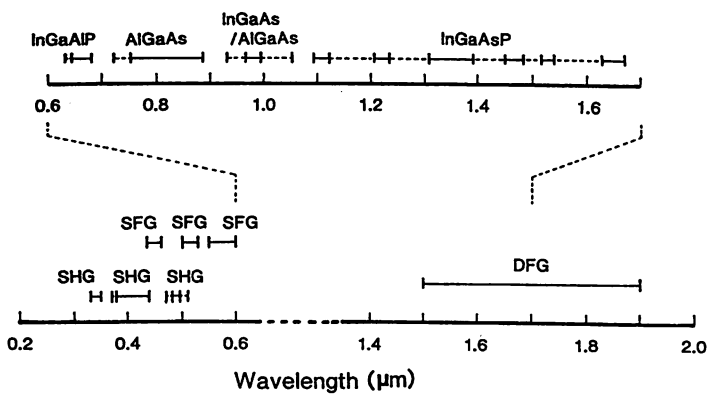 InGaAs
InGaAlP AlGaAs /AlGaAs InGaAsP
0.6 0.8 1.0 1.2 1.4 1.6
SFG SFG SFG
SHG SHG SHG DFG
0.2 0.4 0.6 1.4 1.6 1.8 2.0
Wavelength (μm)